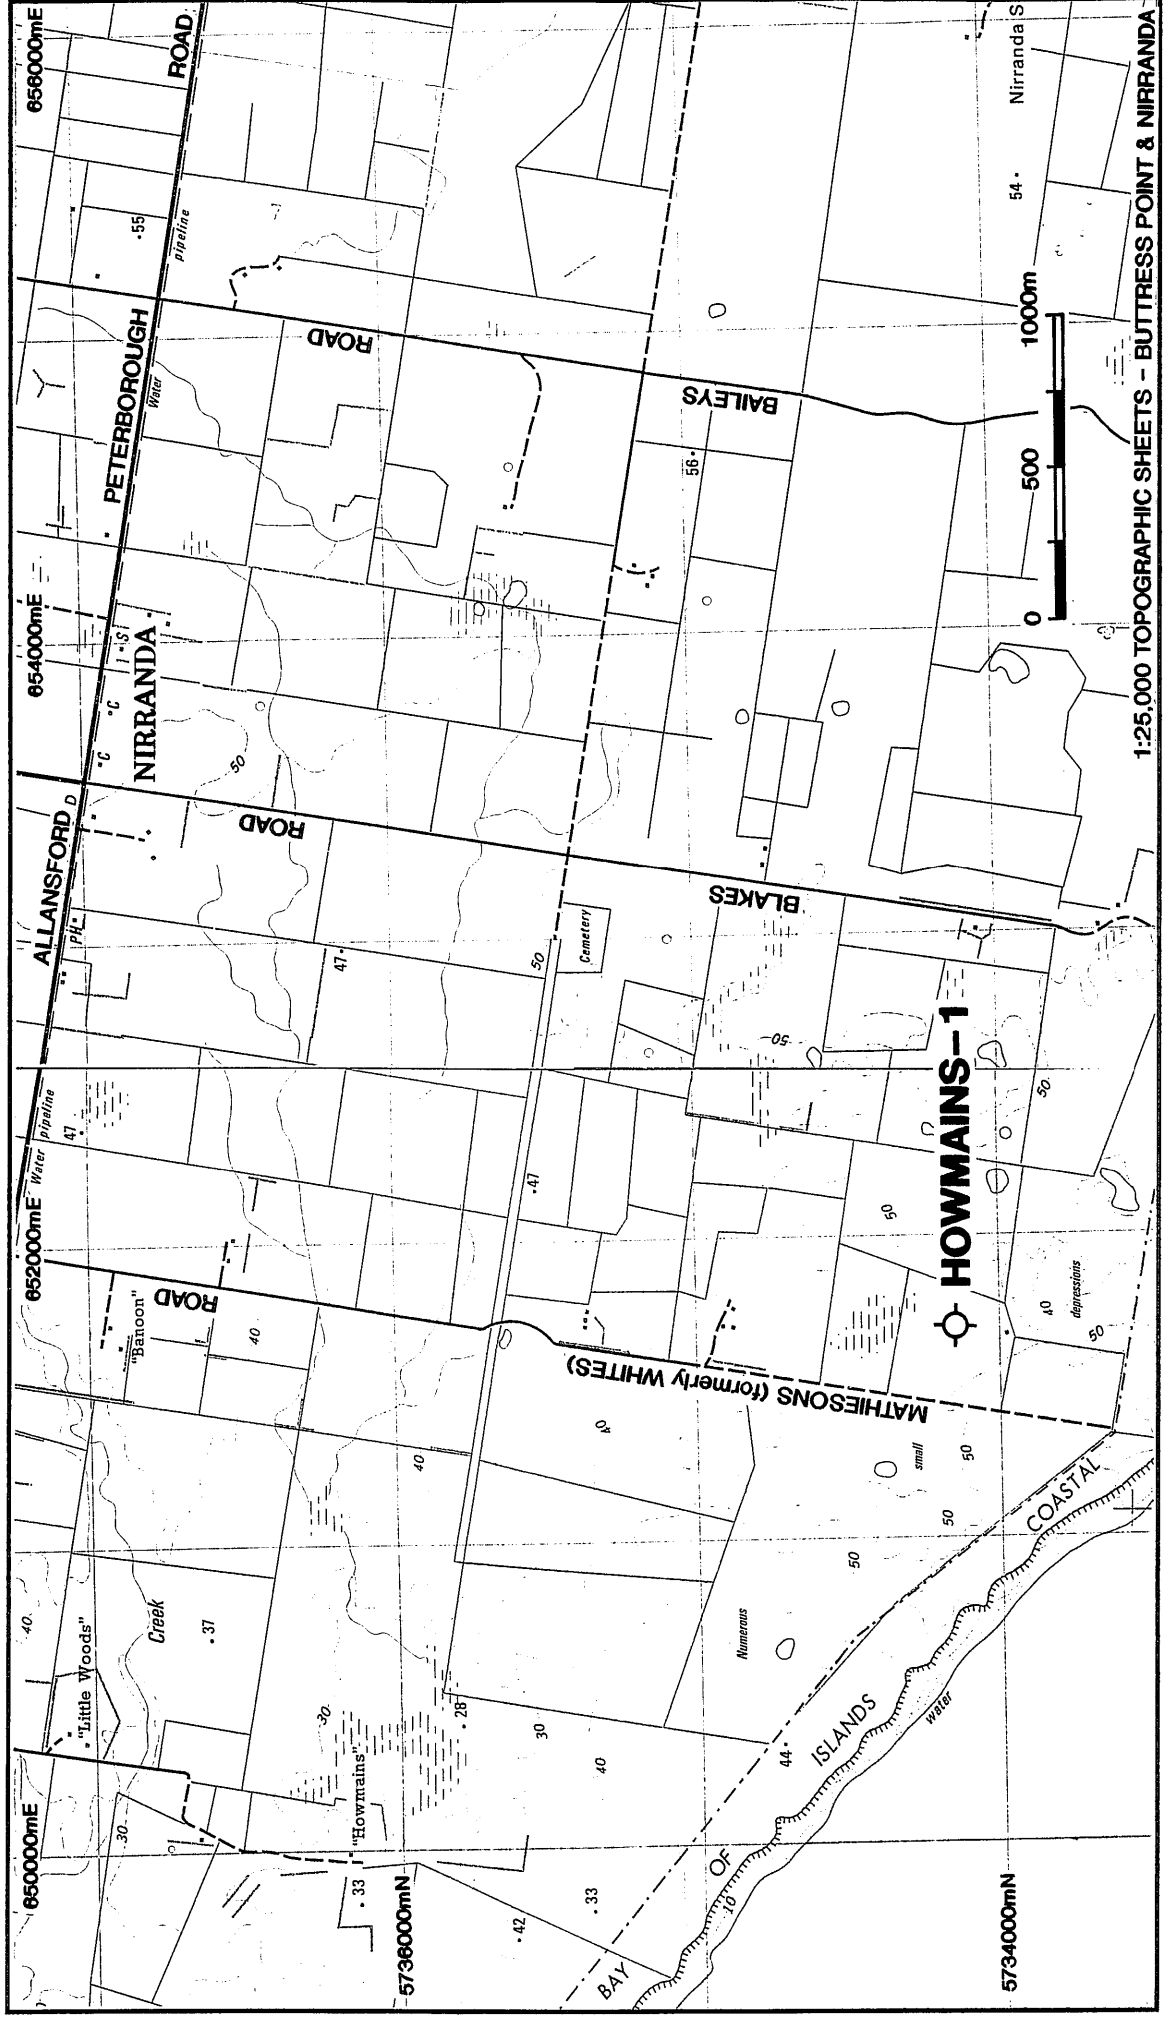 650000mE
652000mE
654000mE
656000mE
ALLANSFORD
PETERBOROUGH
ROAD
Water pipeline
Water
pipeline
"Little Woods"
"Banoon"
PH
D
C
C
S
NIRRANDA
Creek
ROAD
ROAD
ROAD
40
30
37
40
47
47
50
55
"Howmains"
33
30
28
40
5736000mN
42
33
30
40
40
47
50
Cemetery
MATHIESONS (formerly WHITES)
BLAKES
BAILEYS
56
50
Numerous
small
depressions
44
50
50
50
50
40
50
50
HOWMAINS-1
BAY
OF
ISLANDS
COASTAL
10
water
5734000mN
54
Nirranda S
0
500
1000m
1:25,000 TOPOGRAPHIC SHEETS - BUTTRESS POINT & NIRRANDA